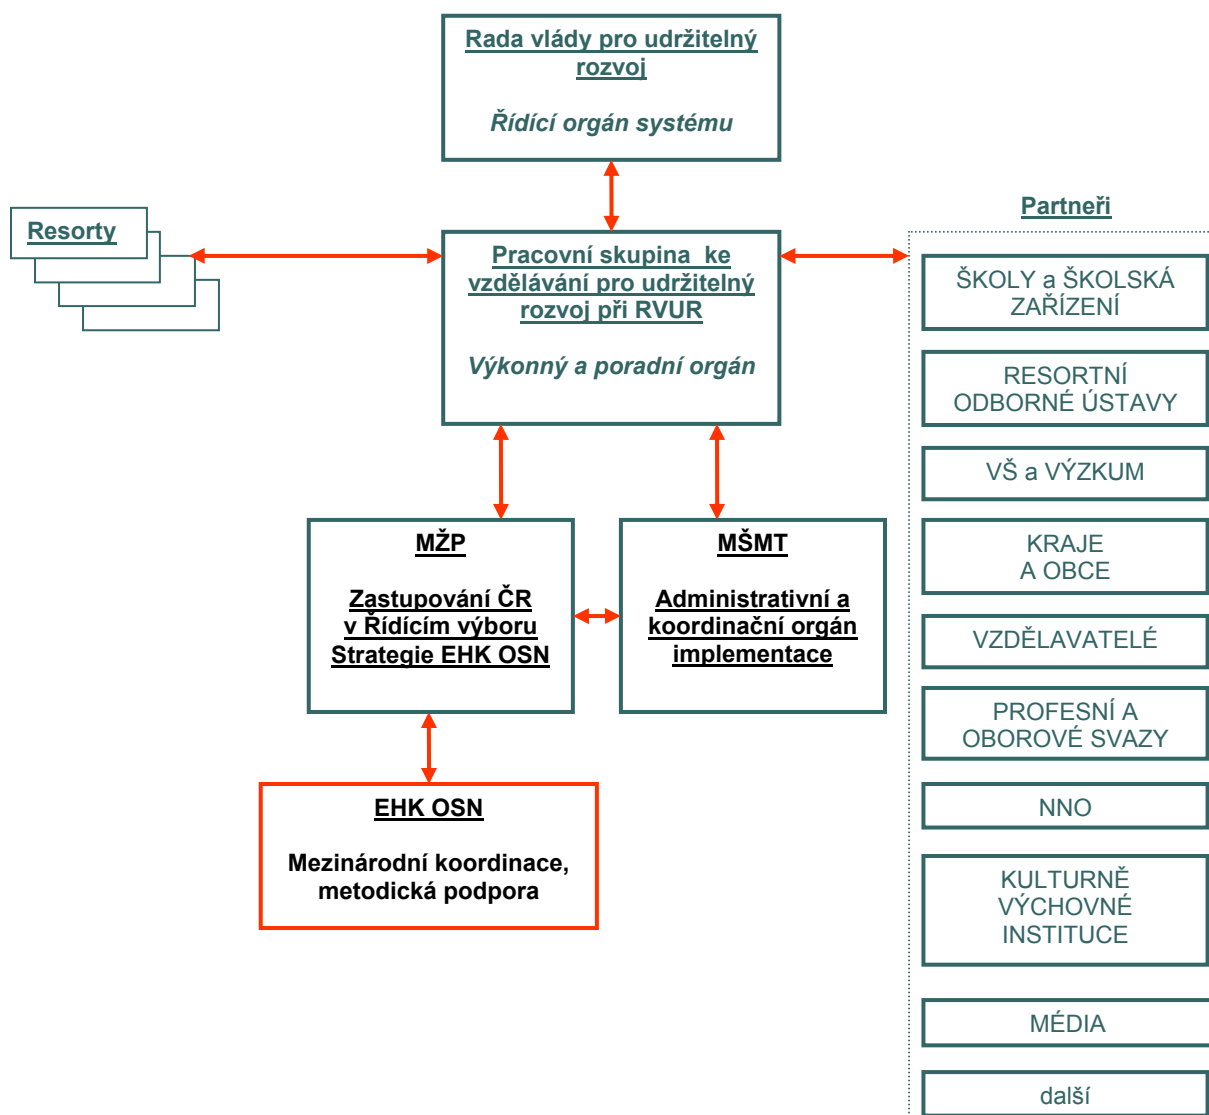 Rada vlády pro udržitelný
rozvoj
Řídící orgán systému
Resorty
Pracovní skupina ke
vzdělávání pro udržitelný
rozvoj při RVUR
Výkonný a poradní orgán
MŽP
Zastupování ČR
v Řídícím výboru
Strategie EHK OSN
MŠMT
Administrativní a
koordinační orgán
implementace
EHK OSN
Mezinárodní koordinace,
metodická podpora
Partneři
ŠKOLY a ŠKOLSKÁ
ZAŘÍZENÍ
RESORTNÍ
ODBORNÉ ÚSTAVY
VŠ a VÝZKUM
KRAJE
A OBCE
VZDĚLAVATELÉ
PROFESNÍ A
OBOROVÉ SVAZY
NNO
KULTURNĚ
VÝCHOVNÉ
INSTITUCE
MÉDIA
další